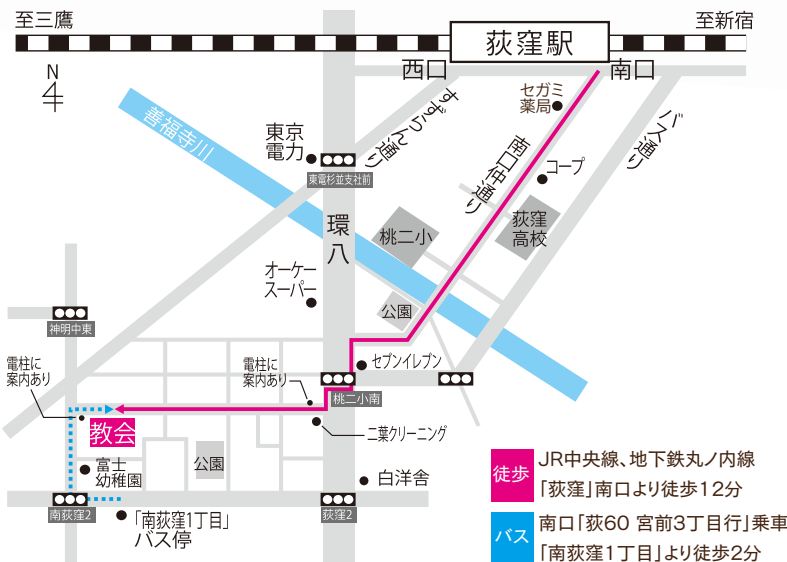 至三鷹
至新宿
荻窪駅
西口
南口
N
セガミ
薬局
すずらん通り
バス通り
善福寺川
東京
電力
東電杉並支社前
南口仲通り
コープ
環八
桃二小
荻窪
高校
オーケー
スーパー
公園
神明中東
電柱に
案内あり
電柱に
案内あり
セブンイレブン
桃二小南
教会
二葉クリーニング
富士
幼稚園
公園
白洋舎
南荻窪2
荻窪2
「南荻窪1丁目」
バス停
徒歩
JR中央線、地下鉄丸ノ内線
「荻窪」南口より徒歩12分
バス
南口「荻60 宮前3丁目行」乗車
「南荻窪1丁目」より徒歩2分